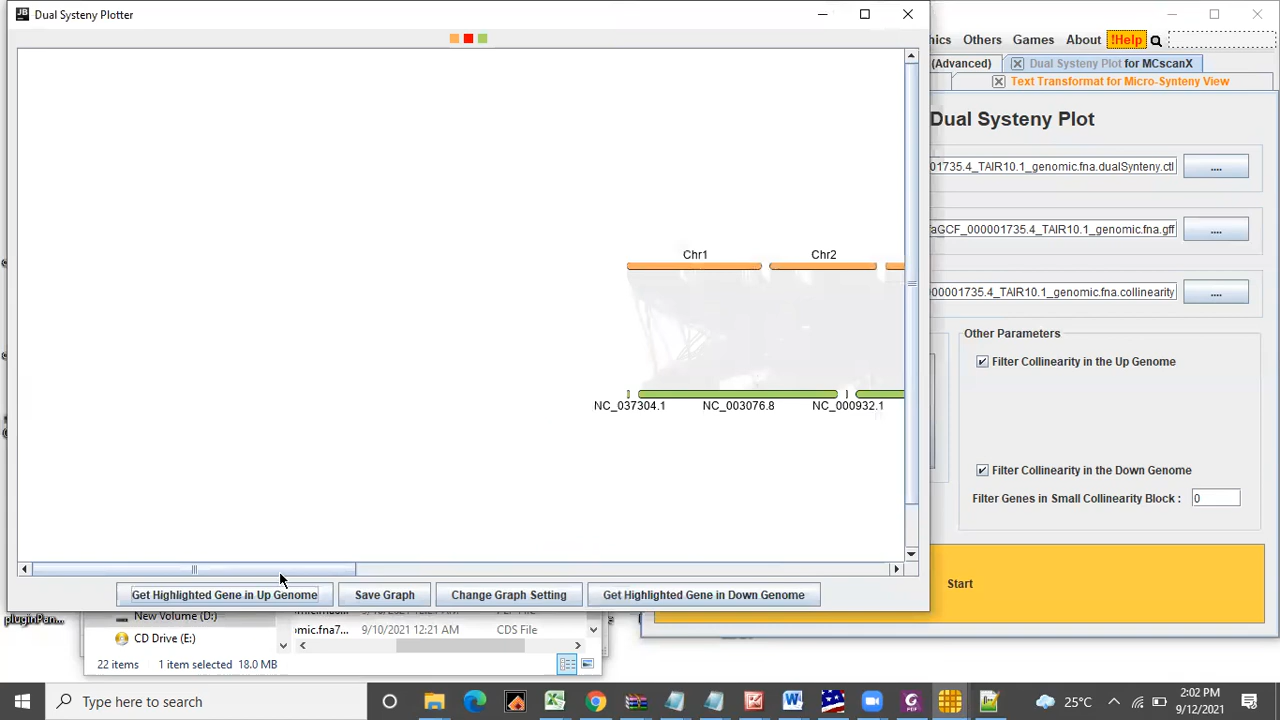 Dual Systeny Plotter
hics Others Games About !Help
(Advanced) Dual Systeny Plot for MCscanX
Text Transformat for Micro-Synteny View
Dual Systeny Plot
01735.4_TAIR10.1_genomic.fna.dualSynteny.ctl ....
aGCF_000001735.4_TAIR10.1_genomic.fna.gff ....
00001735.4_TAIR10.1_genomic.fna.collinearity ....
Chr1 Chr2
NC_037304.1 NC_003076.8 NC_000932.1
Other Parameters
Filter Collinearity in the Up Genome
Filter Collinearity in the Down Genome
Filter Genes in Small Collinearity Block : 0
Start
Get Highlighted Gene in Up Genome Save Graph Change Graph Setting Get Highlighted Gene in Down Genome
pluginPan...
New Volume (D:)
CD Drive (E:) omic.fna7... 9/10/2021 12:21 AM CDS File
22 items 1 item selected 18.0 MB
Type here to search 25°C 2:02 PM
9/12/2021